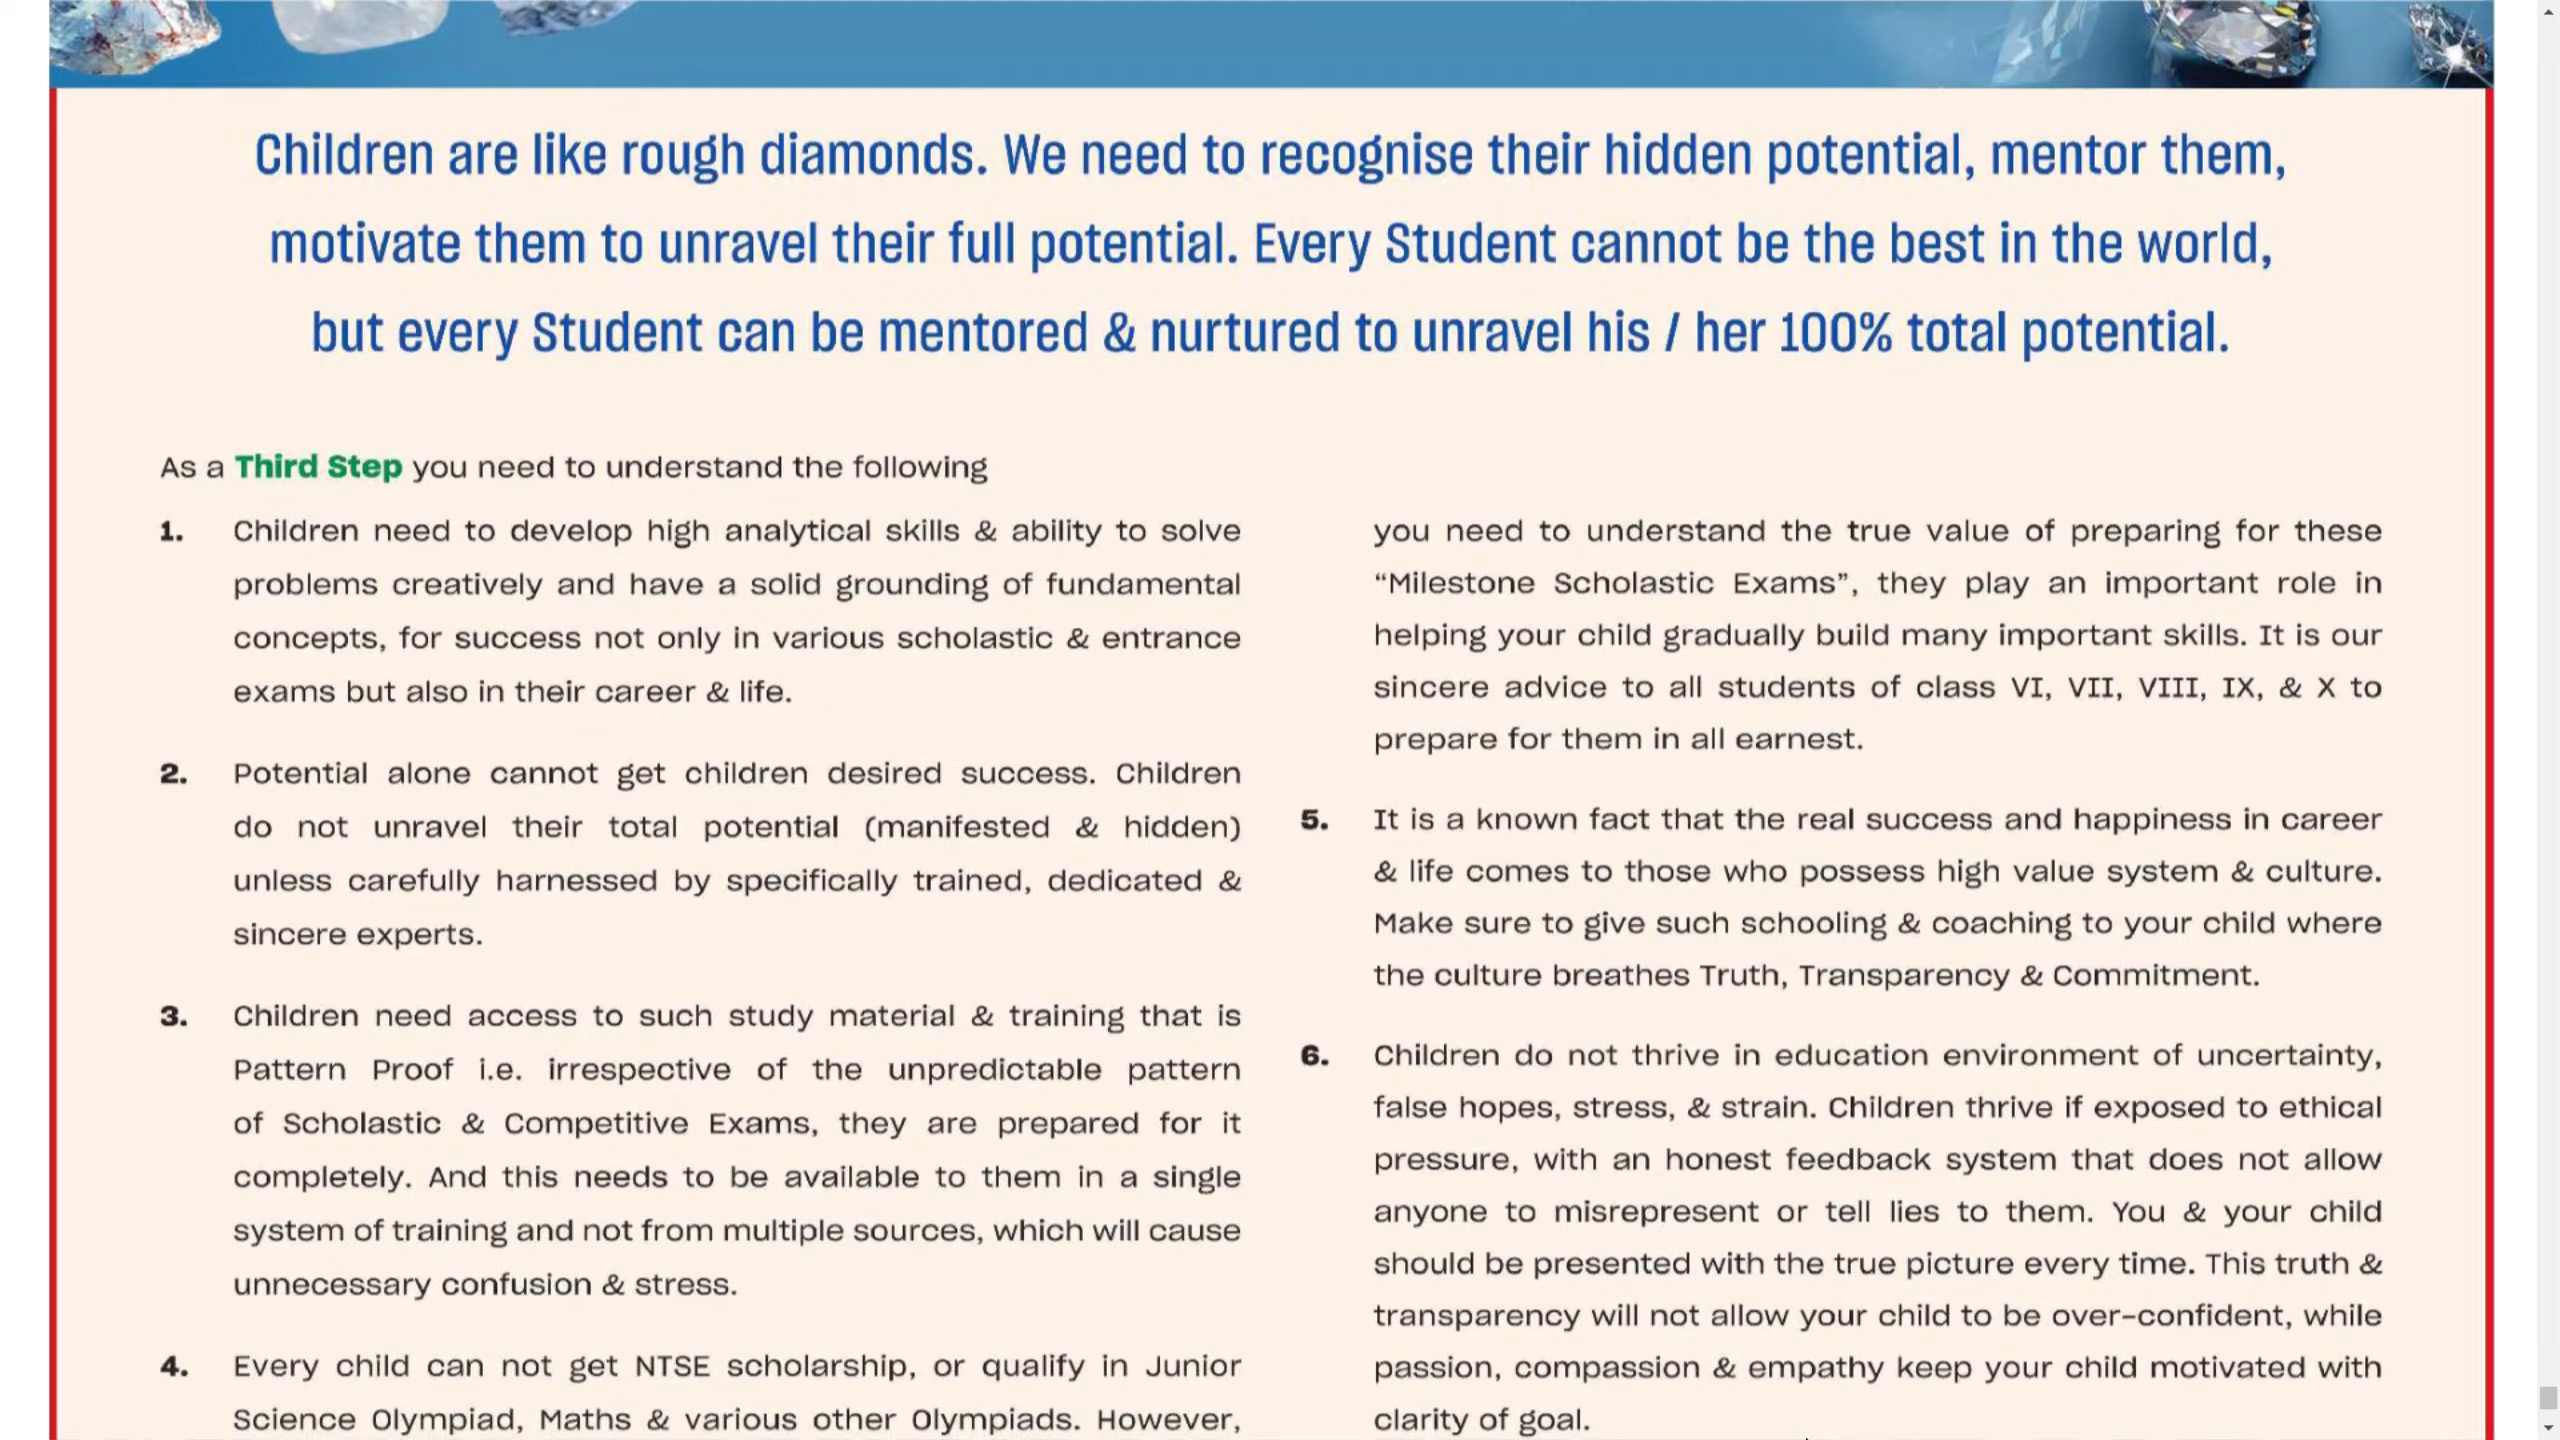 Children are like rough diamonds. We need to recognise their hidden potential, mentor them,
motivate them to unravel their full potential. Every Student cannot be the best in the world,
but every Student can be mentored & nurtured to unravel his / her 100% total potential.
As a Third Step you need to understand the following
1. Children need to develop high analytical skills & ability to solve
problems creatively and have a solid grounding of fundamental
concepts, for success not only in various scholastic & entrance
exams but also in their career & life.
2. Potential alone cannot get children desired success. Children
do not unravel their total potential (manifested & hidden)
unless carefully harnessed by specifically trained, dedicated &
sincere experts.
3. Children need access to such study material & training that is
Pattern Proof i.e. irrespective of the unpredictable pattern
of Scholastic & Competitive Exams, they are prepared for it
completely. And this needs to be available to them in a single
system of training and not from multiple sources, which will cause
unnecessary confusion & stress.
4. Every child can not get NTSE scholarship, or qualify in Junior
Science Olympiad, Maths & various other Olympiads. However,
you need to understand the true value of preparing for these
“Milestone Scholastic Exams”, they play an important role in
helping your child gradually build many important skills. It is our
sincere advice to all students of class VI, VII, VIII, IX, & X to
prepare for them in all earnest.
5. It is a known fact that the real success and happiness in career
& life comes to those who possess high value system & culture.
Make sure to give such schooling & coaching to your child where
the culture breathes Truth, Transparency & Commitment.
6. Children do not thrive in education environment of uncertainty,
false hopes, stress, & strain. Children thrive if exposed to ethical
pressure, with an honest feedback system that does not allow
anyone to misrepresent or tell lies to them. You & your child
should be presented with the true picture every time. This truth &
transparency will not allow your child to be over-confident, while
passion, compassion & empathy keep your child motivated with
clarity of goal.